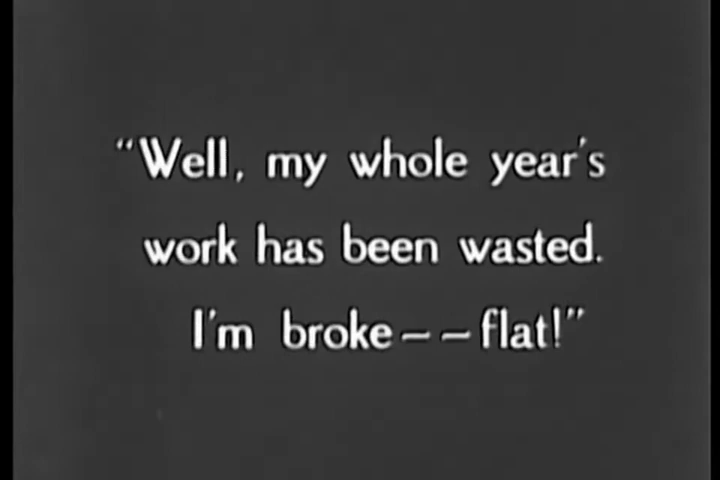 “Well, my whole year's
work has been wasted.
I'm broke——flat!”